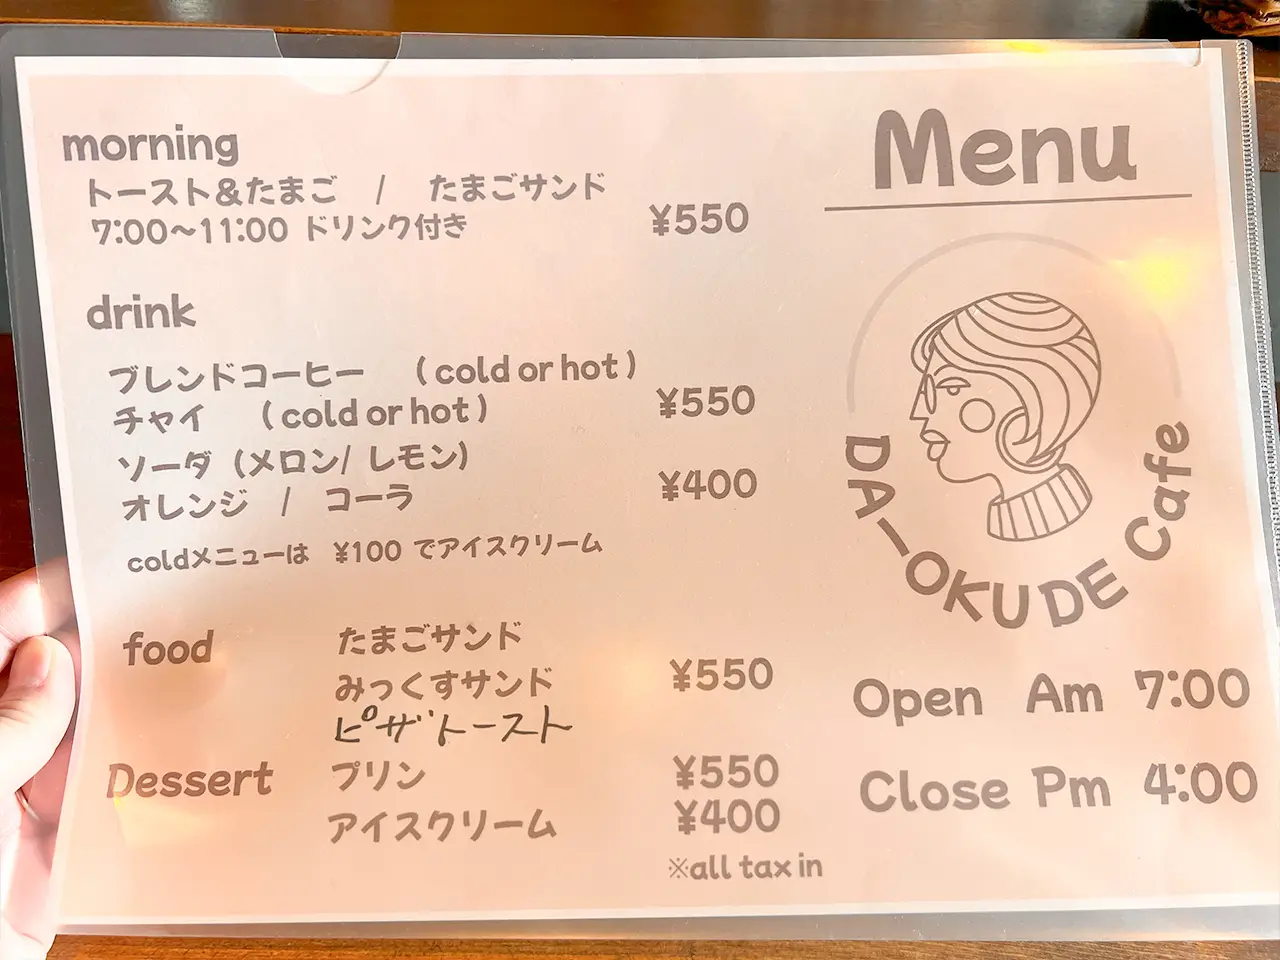 Menu
morning
トースト＆たまご / たまごサンド
7:00〜11:00 ドリンク付き ¥550
drink
ブレンドコーヒー (cold or hot)
チャイ (cold or hot) ¥550
ソーダ (メロン/ レモン)
オレンジ / コーラ ¥400
coldメニューは ¥100 でアイスクリーム
food たまごサンド
みっくすサンド ¥550
ピザトースト
Dessert プリン ¥550
アイスクリーム ¥400
※all tax in
DA-OKUDE Cafe
Open Am 7:00
Close Pm 4:00